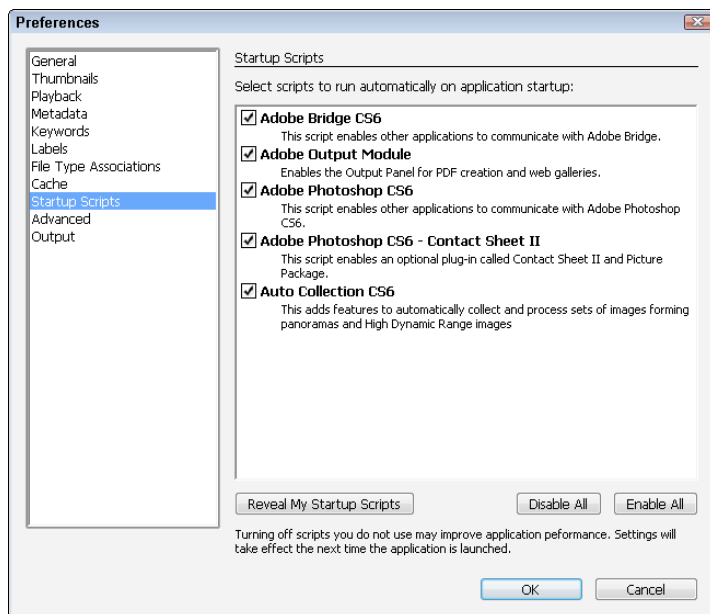 Preferences
General
Thumbnails
Playback
Metadata
Keywords
Labels
File Type Associations
Cache
Startup Scripts
Advanced
Output
Startup Scripts
Select scripts to run automatically on application startup:
Adobe Bridge CS6
This script enables other applications to communicate with Adobe Bridge.
Adobe Output Module
Enables the Output Panel for PDF creation and web galleries.
Adobe Photoshop CS6
This script enables other applications to communicate with Adobe Photoshop
CS6.
Adobe Photoshop CS6 - Contact Sheet II
This script enables an optional plug-in called Contact Sheet II and Picture
Package.
Auto Collection CS6
This adds features to automatically collect and process sets of images forming
panoramas and High Dynamic Range images
Reveal My Startup Scripts
Disable All
Enable All
Turning off scripts you do not use may improve application peformance. Settings will
take effect the next time the application is launched.
OK
Cancel